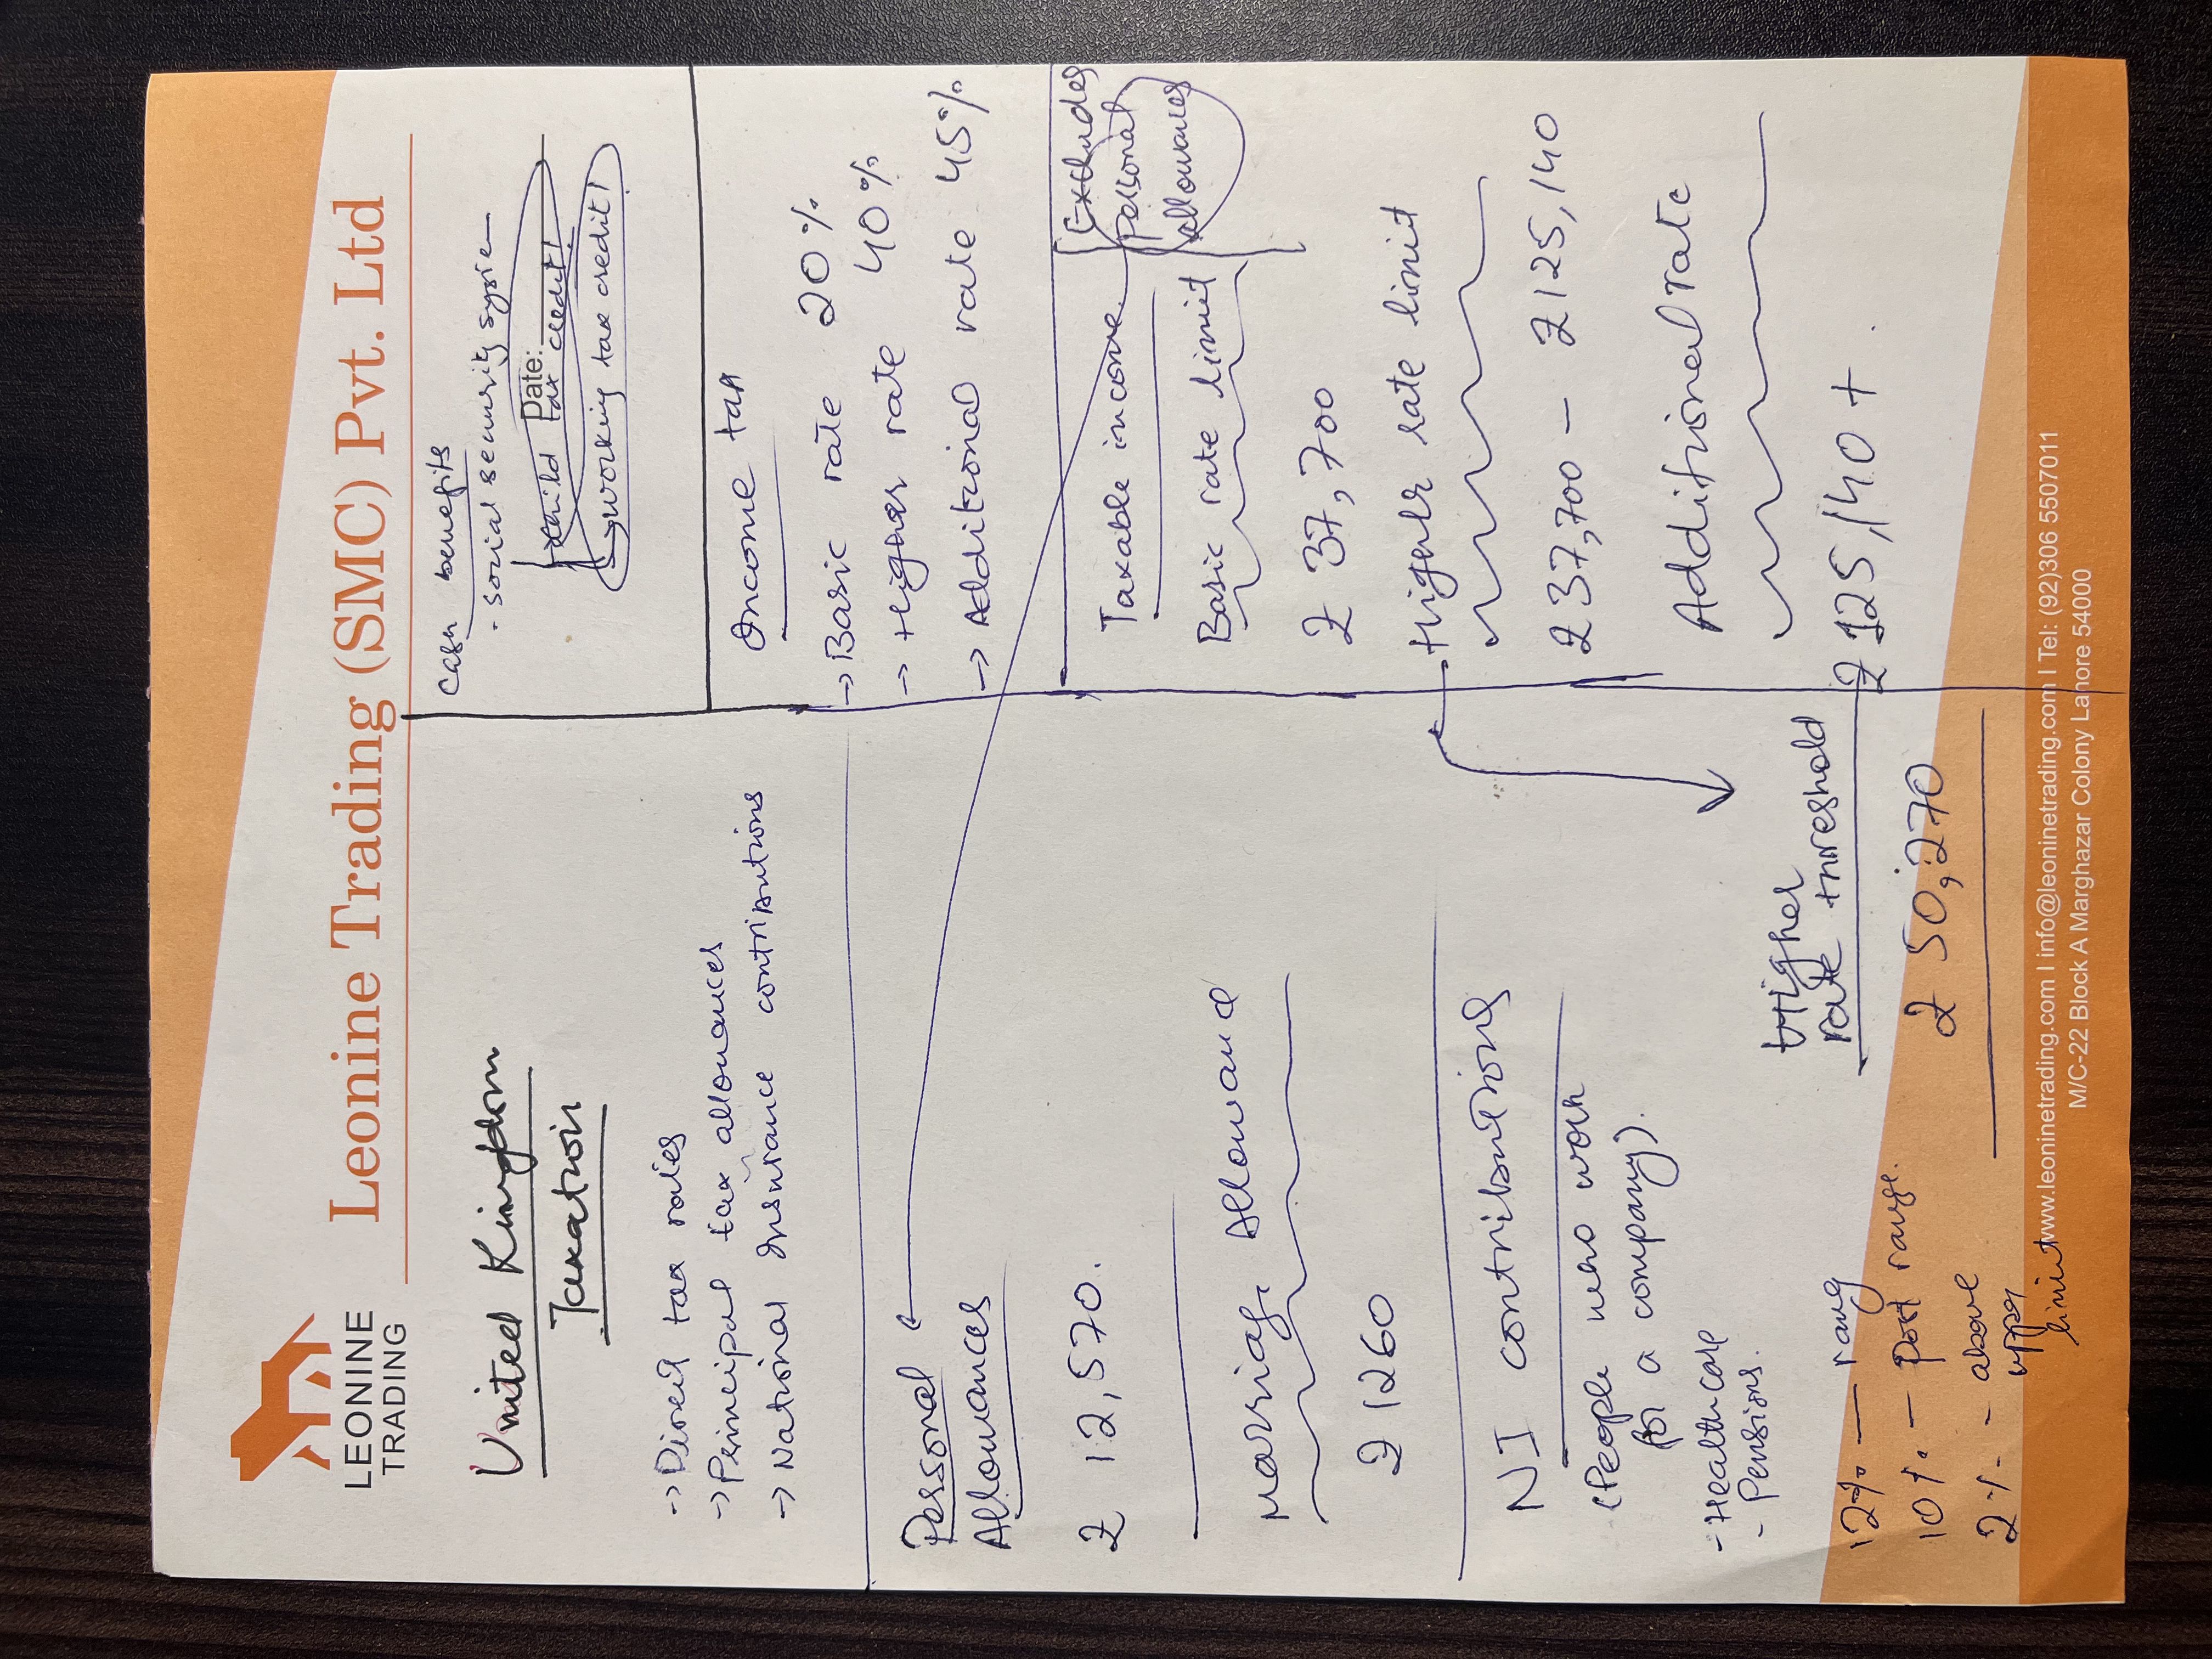 LEONINE
TRADING
Leonine Trading (SMC) Pvt. Ltd
United Kingdom
Taxation
→ Direct tax rates
→ Principal tax allowances
→ National Insurance contributions
Cash benefits
- social security syste
Date:
Child tax credit!
working tax credit!
Income tax
→ Basic rate 20%
→ Higher rate 40%
→ Additional rate 45%
Personal
Allowances
£ 12,570.
Marriage Allowance
£ 1260
Taxable income
Excludes
personal
allowances
Basic rate limit
£ 37,700
Higher rate limit
£37,700 - £125,140
Additional rate
£125,140 +
NI contributions
(People who work
for a company).
- Healthcare
- Pensions.
Higher
rate threshold
£ 50,270
12% - rang
10% - post range.
2% - above
upper
limit
www.leoninetrading.com I info@leoninetrading.com I Tel: (92)306 5507011
M/C-22 Block A Marghazar Colony Lahore 54000